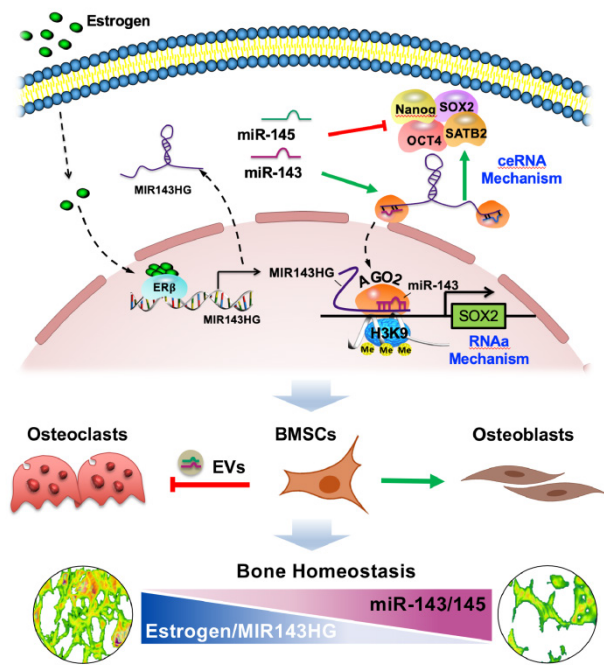 Estrogen
Nanog
SOX2
OCT4
SATB2
miR-145
miR-143
ceRNA
Mechanism
MIR143HG
ERβ
MIR143HG
MIR143HG
AGO2
miR-143
H3K9
Me
Me
Me
SOX2
RNAa
Mechanism
Osteoclasts
BMSCs
Osteoblasts
EVs
Bone Homeostasis
miR-143/145
Estrogen/MIR143HG